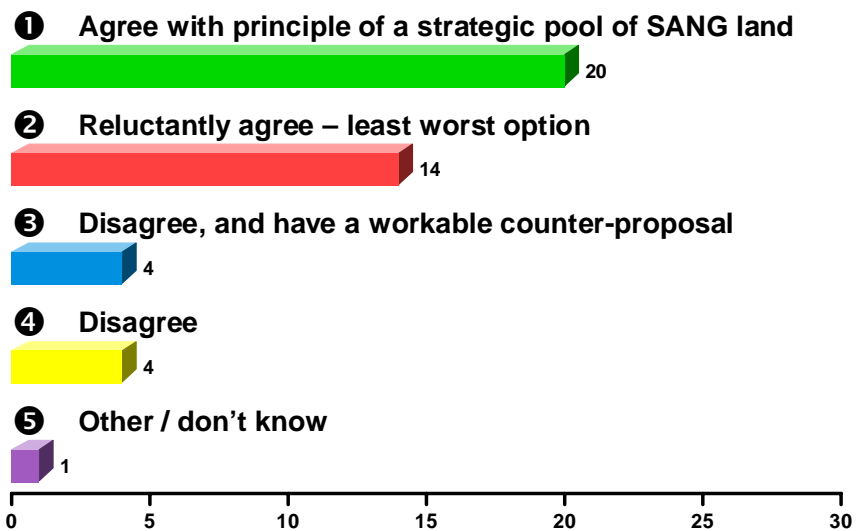 ❶ Agree with principle of a strategic pool of SANG land
20
❷ Reluctantly agree – least worst option
14
❸ Disagree, and have a workable counter-proposal
4
❹ Disagree
4
❺ Other / don’t know
1
0 5 10 15 20 25 30